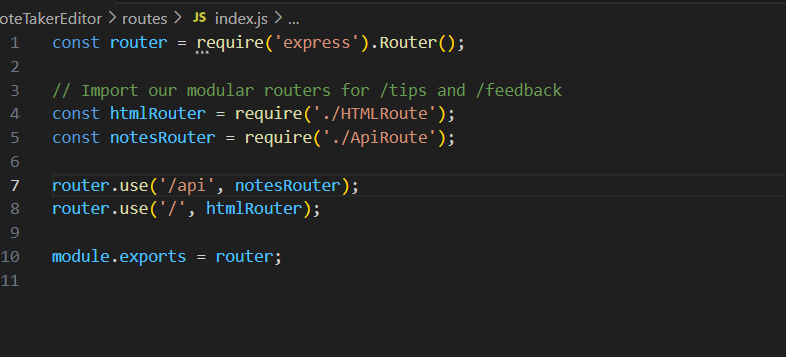 oteTakerEditor > routes > JS index.js > ...
1 const router = require('express').Router();
2
3 // Import our modular routers for /tips and /feedback
4 const htmlRouter = require('./HTMLRoute');
5 const notesRouter = require('./ApiRoute');
6
7 router.use('/api', notesRouter);
8 router.use('/', htmlRouter);
9
10 module.exports = router;
11